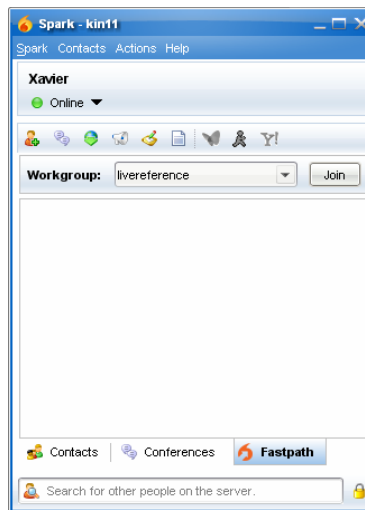 Spark - kin11
Spark Contacts Actions Help
Xavier
Online
Y!
Workgroup: livereference Join
Contacts Conferences Fastpath
Search for other people on the server.